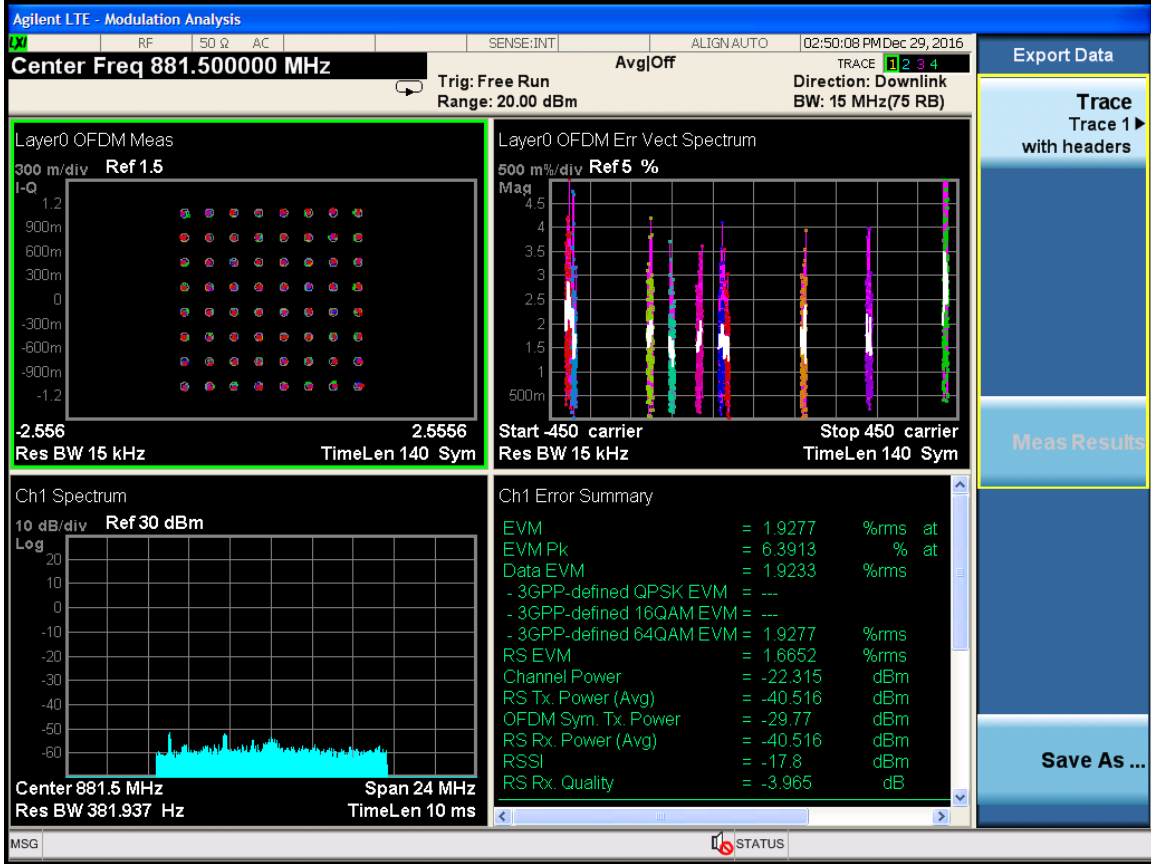 Agilent LTE - Modulation Analysis
LXI RF 50 Ω AC SENSE:INT ALIGN AUTO 02:50:08 PM Dec 29, 2016
Center Freq 881.500000 MHz
Avg|Off
TRACE 1 2 3 4
Trig: Free Run
Direction: Downlink
Range: 20.00 dBm
BW: 15 MHz(75 RB)
Layer0 OFDM Meas
300 m/div Ref 1.5
I-Q
1.2
900m
600m
300m
0
-300m
-600m
-900m
-1.2
-2.556 2.5556
Res BW 15 kHz TimeLen 140 Sym
Layer0 OFDM Err Vect Spectrum
500 m%/div Ref 5 %
Mag
4.5
4
3.5
3
2.5
2
1.5
1
500m
Start -450 carrier Stop 450 carrier
Res BW 15 kHz TimeLen 140 Sym
Ch1 Spectrum
10 dB/div Ref 30 dBm
Log
20
10
0
-10
-20
-30
-40
-50
-60
Center 881.5 MHz Span 24 MHz
Res BW 381.937 Hz TimeLen 10 ms
Ch1 Error Summary
EVM = 1.9277 %rms at
EVM Pk = 6.3913 % at
Data EVM = 1.9233 %rms
- 3GPP-defined QPSK EVM = ---
- 3GPP-defined 16QAM EVM = ---
- 3GPP-defined 64QAM EVM = 1.9277 %rms
RS EVM = 1.6652 %rms
Channel Power = -22.315 dBm
RS Tx. Power (Avg) = -40.516 dBm
OFDM Sym. Tx. Power = -29.77 dBm
RS Rx. Power (Avg) = -40.516 dBm
RSSI = -17.8 dBm
RS Rx. Quality = -3.965 dB
Export Data
Trace
Trace 1
with headers
Meas Results
Save As ...
MSG STATUS